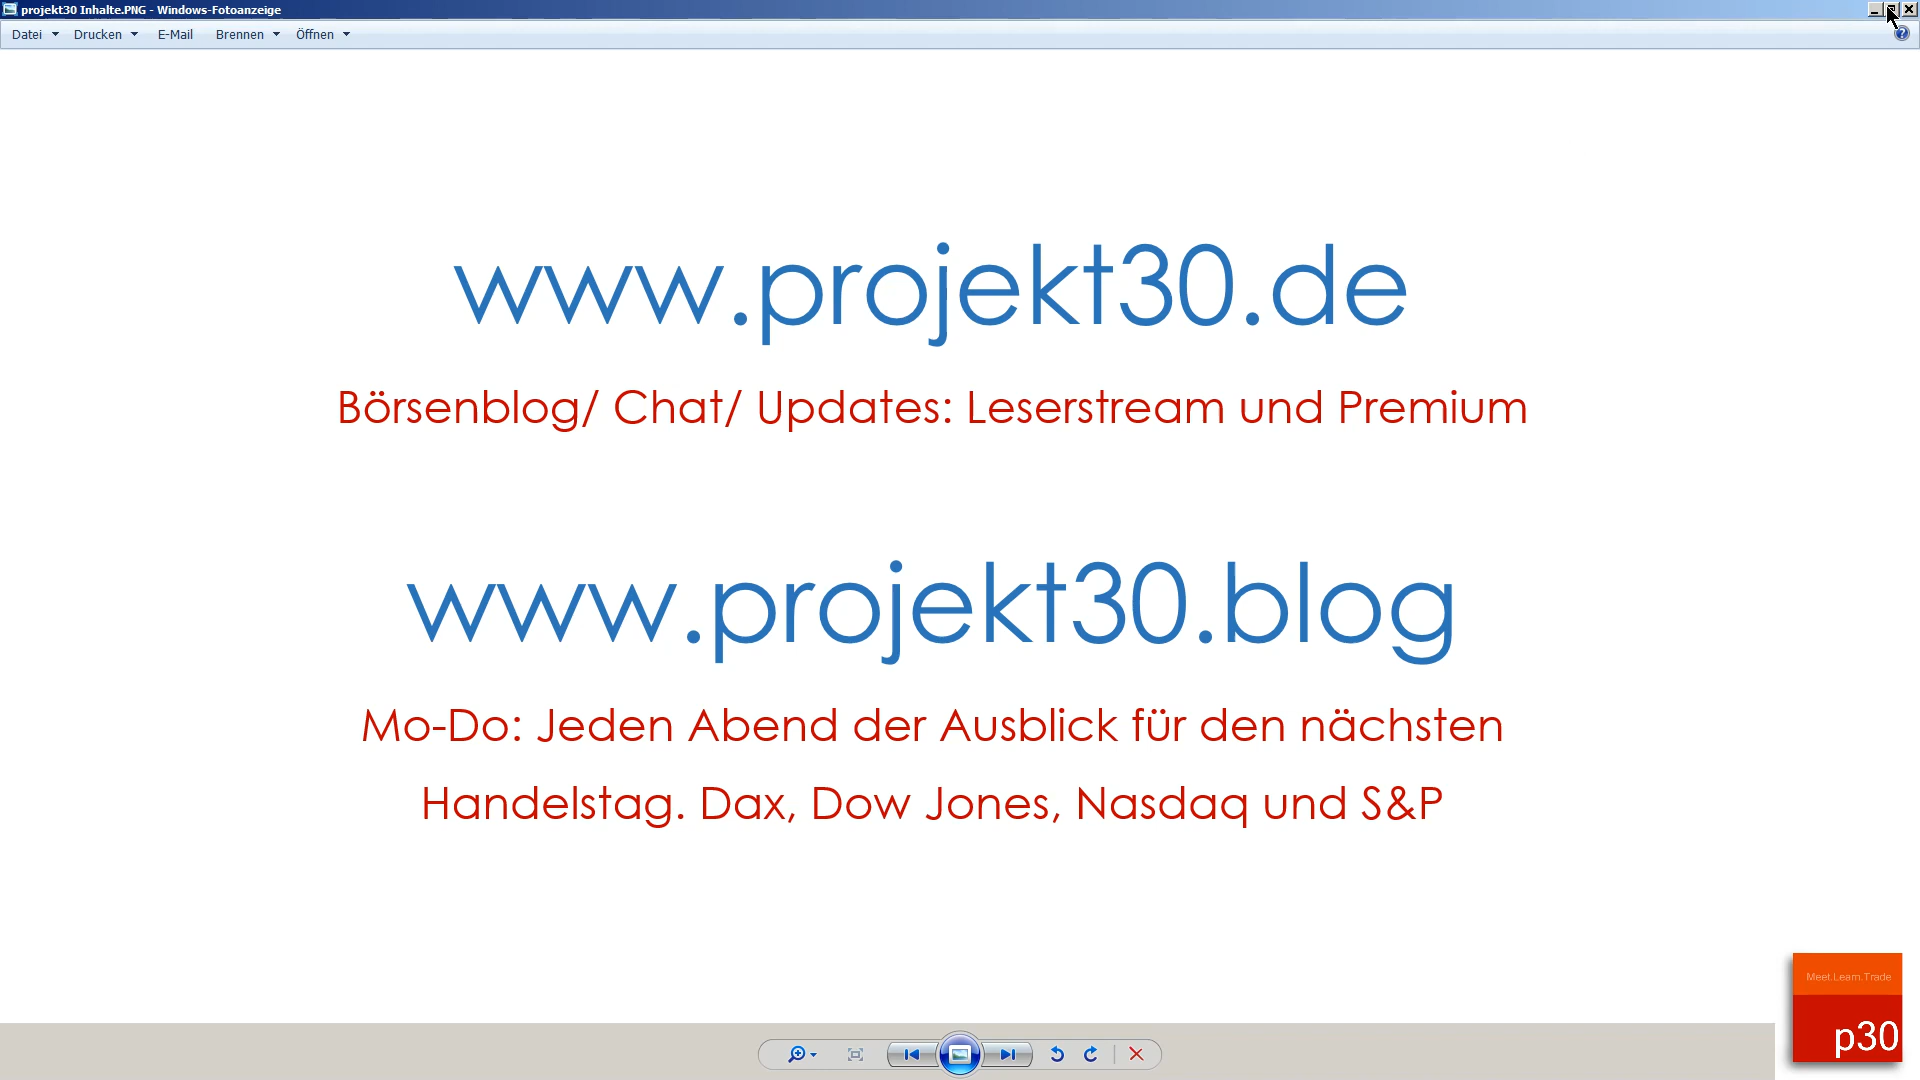 projekt30 Inhalte.PNG - Windows-Fotoanzeige
Datei Drucken E-Mail Brennen Öffnen
www.projekt30.de
Börsenblog/ Chat/ Updates: Leserstream und Premium
www.projekt30.blog
Mo-Do: Jeden Abend der Ausblick für den nächsten
Handelstag. Dax, Dow Jones, Nasdaq und S&P
Meet.Learn.Trade
p30